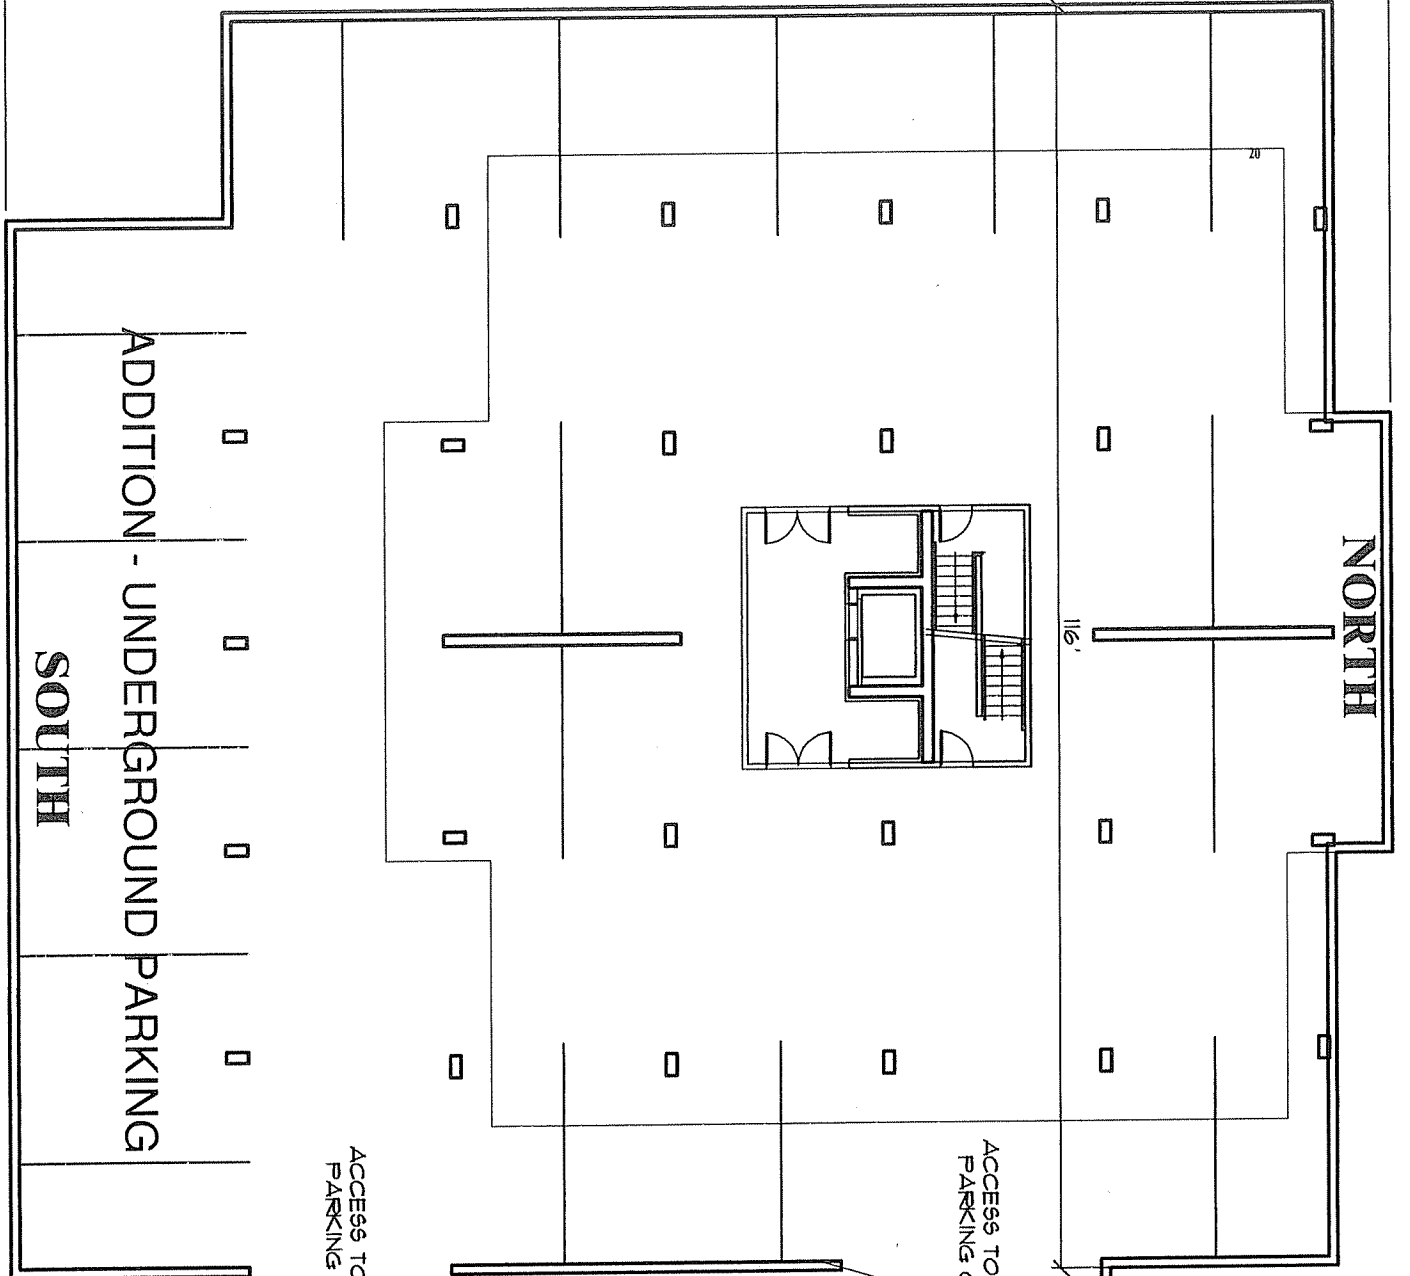 20
NORTH
116'
ACCESS TO
PARKING
ACCESS TO
PARKING
ADDITION - UNDERGROUND PARKING
SOUTH